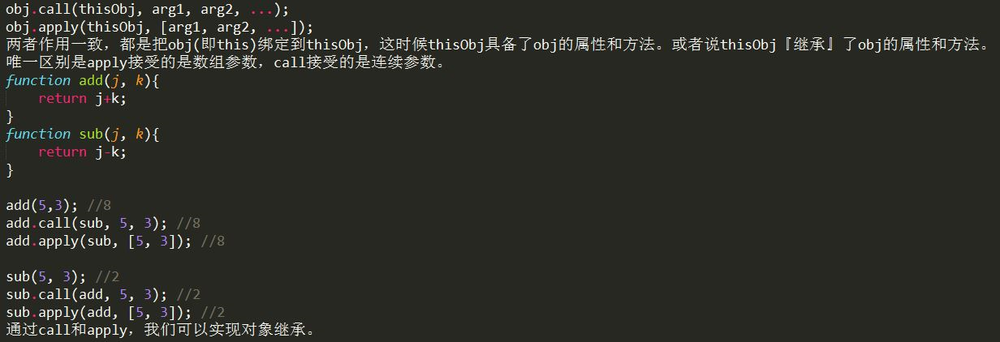 obj.call(thisObj, arg1, arg2, ...);
obj.apply(thisObj, [arg1, arg2, ...]);
两者作用一致，都是把obj(即this)绑定到thisObj，这时候thisObj具备了obj的属性和方法。或者说thisObj『继承』了obj的属性和方法。
唯一区别是apply接受的是数组参数，call接受的是连续参数。
function add(j, k){
    return j+k;
}
function sub(j, k){
    return j-k;
}
add(5,3); //8
add.call(sub, 5, 3); //8
add.apply(sub, [5, 3]); //8
sub(5, 3); //2
sub.call(add, 5, 3); //2
sub.apply(add, [5, 3]); //2
通过call和apply，我们可以实现对象继承。